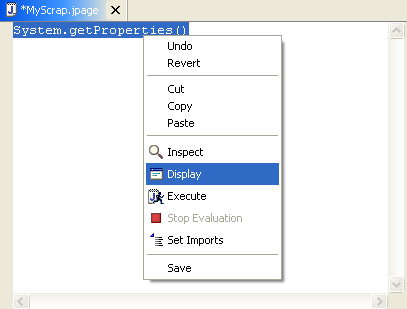 *MyScrap.jpage
System.getProperties()
Undo
Revert
Cut
Copy
Paste
Inspect
Display
Execute
Stop Evaluation
Set Imports
Save